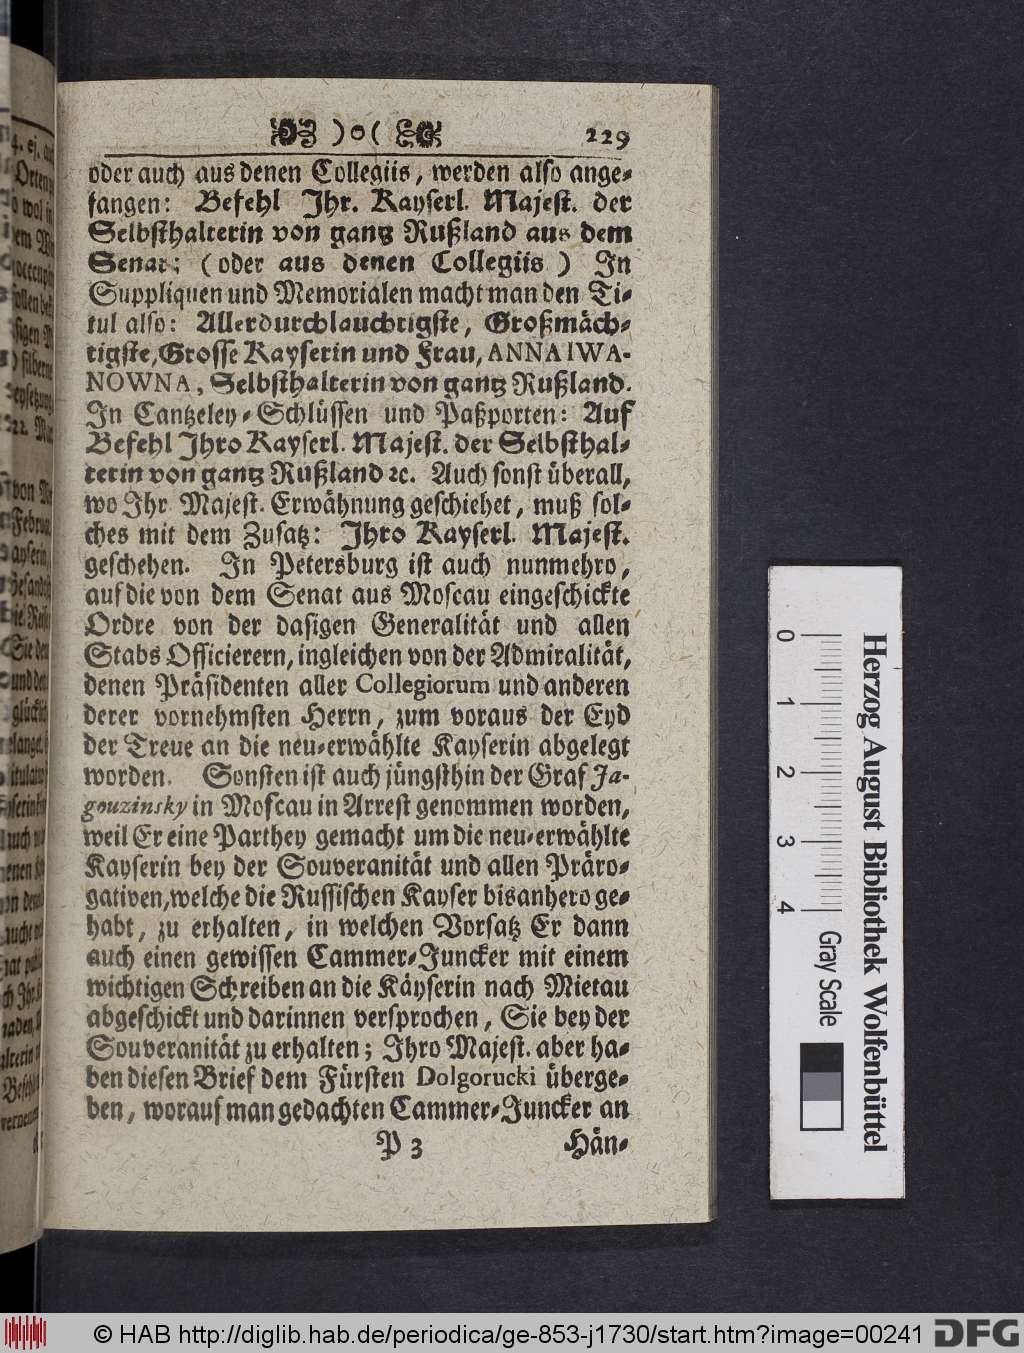 )o( 229
oder auch aus denen Collegiis, werden also ange-
fangen: Befehl Ihr. Kayserl. Majest. der
Selbsthalterin von gantz Rußland aus dem
Senat; (oder aus denen Collegiis) In
Suppliquen und Memorialen macht man den Ti-
tul also: Allerdurchlauchtigste, Großmäch-
tigste, Grosse Kayserin und Frau, ANNA IWA-
NOWNA, Selbsthalterin von gantz Rußland.
In Cantzeley-Schlüssen und Paßporten: Auf
Befehl Ihro Kayserl. Majest. der Selbsthal-
terin von gantz Rußland ꝛc. Auch sonst überall,
wo Ihr Majest. Erwähnung geschiehet, muß sol-
ches mit dem Zusatz: Ihro Kayserl. Majest.
geschehen. In Petersburg ist auch nunmehro,
auf die von dem Senat aus Moscau eingeschickte
Ordre von der dasigen Generalität und allen
Stabs Officierern, ingleichen von der Admiralität,
denen Präsidenten aller Collegiorum und anderen
derer vornehmsten Herrn, zum voraus der Eyd
der Treue an die neu-erwählte Kayserin abgelegt
worden. Sonsten ist auch jüngsthin der Graf Ja-
gouzinsky in Moscau in Arrest genommen worden,
weil Er eine Parthey gemacht um die neu-erwählte
Kayserin bey der Souveranität und allen Präro-
gativen, welche die Russischen Kayser bisanhero ge-
habt, zu erhalten, in welchen Vorsatz Er dann
auch einen gewissen Cammer-Juncker mit einem
wichtigen Schreiben an die Käyserin nach Mietau
abgeschickt und darinnen versprochen, Sie bey der
Souveranität zu erhalten; Ihro Majest. aber ha-
ben diesen Brief dem Fürsten Dolgorucki überge-
ben, worauf man gedachten Cammer-Juncker an
P 3 Hän-
0 1 2 3 4 Gray Scale
Herzog August Bibliothek Wolfenbüttel
© HAB http://diglib.hab.de/periodica/ge-853-j1730/start.htm?image=00241 DFG